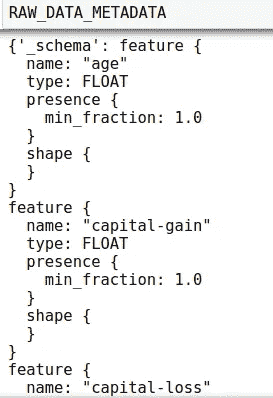 RAW_DATA_METADATA
{'_schema': feature {
  name: "age"
  type: FLOAT
  presence {
    min_fraction: 1.0
  }
  shape {
  }
}
feature {
  name: "capital-gain"
  type: FLOAT
  presence {
    min_fraction: 1.0
  }
  shape {
  }
}
feature {
  name: "capital-loss"